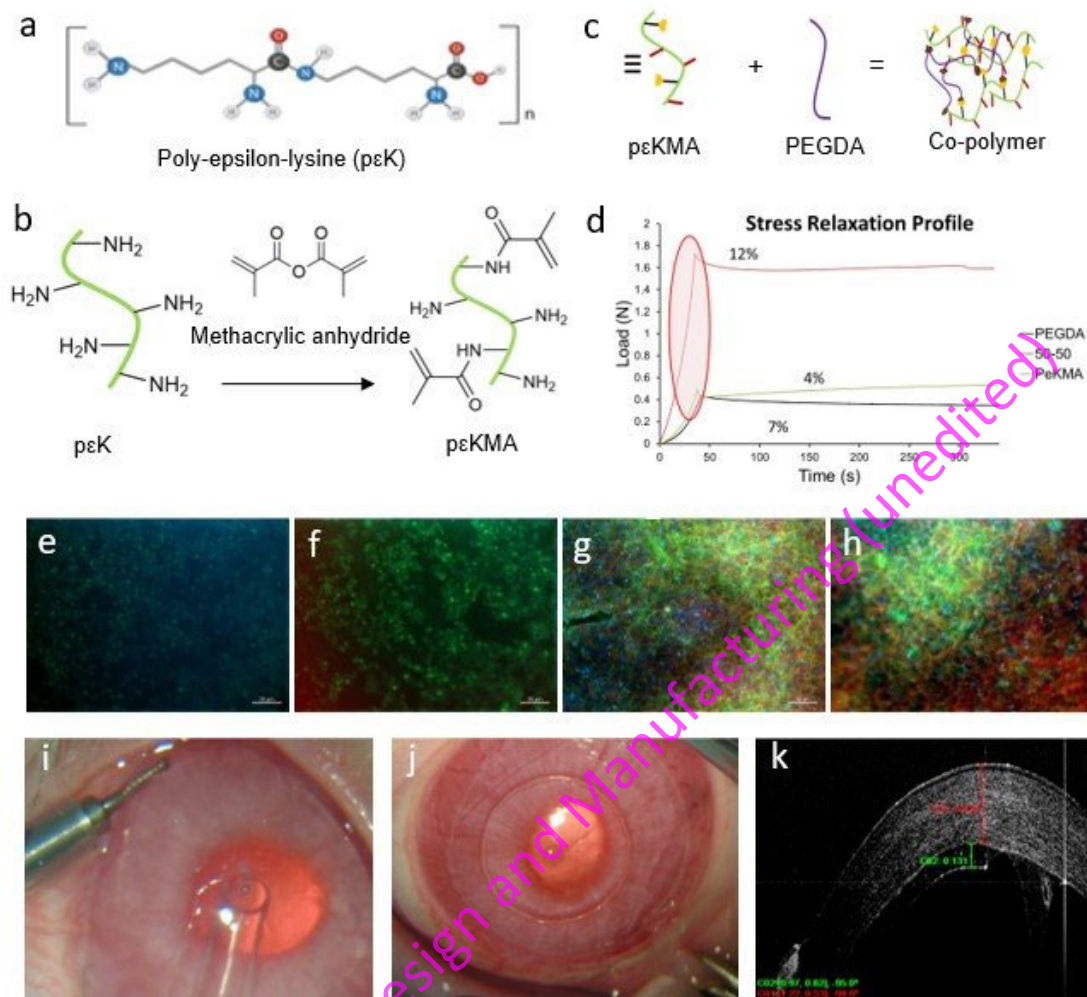 a
H
H
N
O
C
N
H
N
H
H
O
C
O
H
N
H
H
n
Poly-epsilon-lysine (pεK)
c
≡
+
=
pεKMA
PEGDA
Co-polymer
b
NH2
H2N
NH2
H2N
NH2
O
O
O
Methacrylic anhydride
O
NH
H2N
NH2
HN
NH2
O
pεK
pεKMA
d
Stress Relaxation Profile
2
1.8
1.6
1.4
1.2
1
0.8
0.6
0.4
0.2
0
Load (N)
12%
4%
7%
PEGDA
50-50
PeKMA
0
50
100
150
200
250
300
Time (s)
e
f
g
h
i
j
k
C02: 0.131
esign and Manufacturing (unedited)